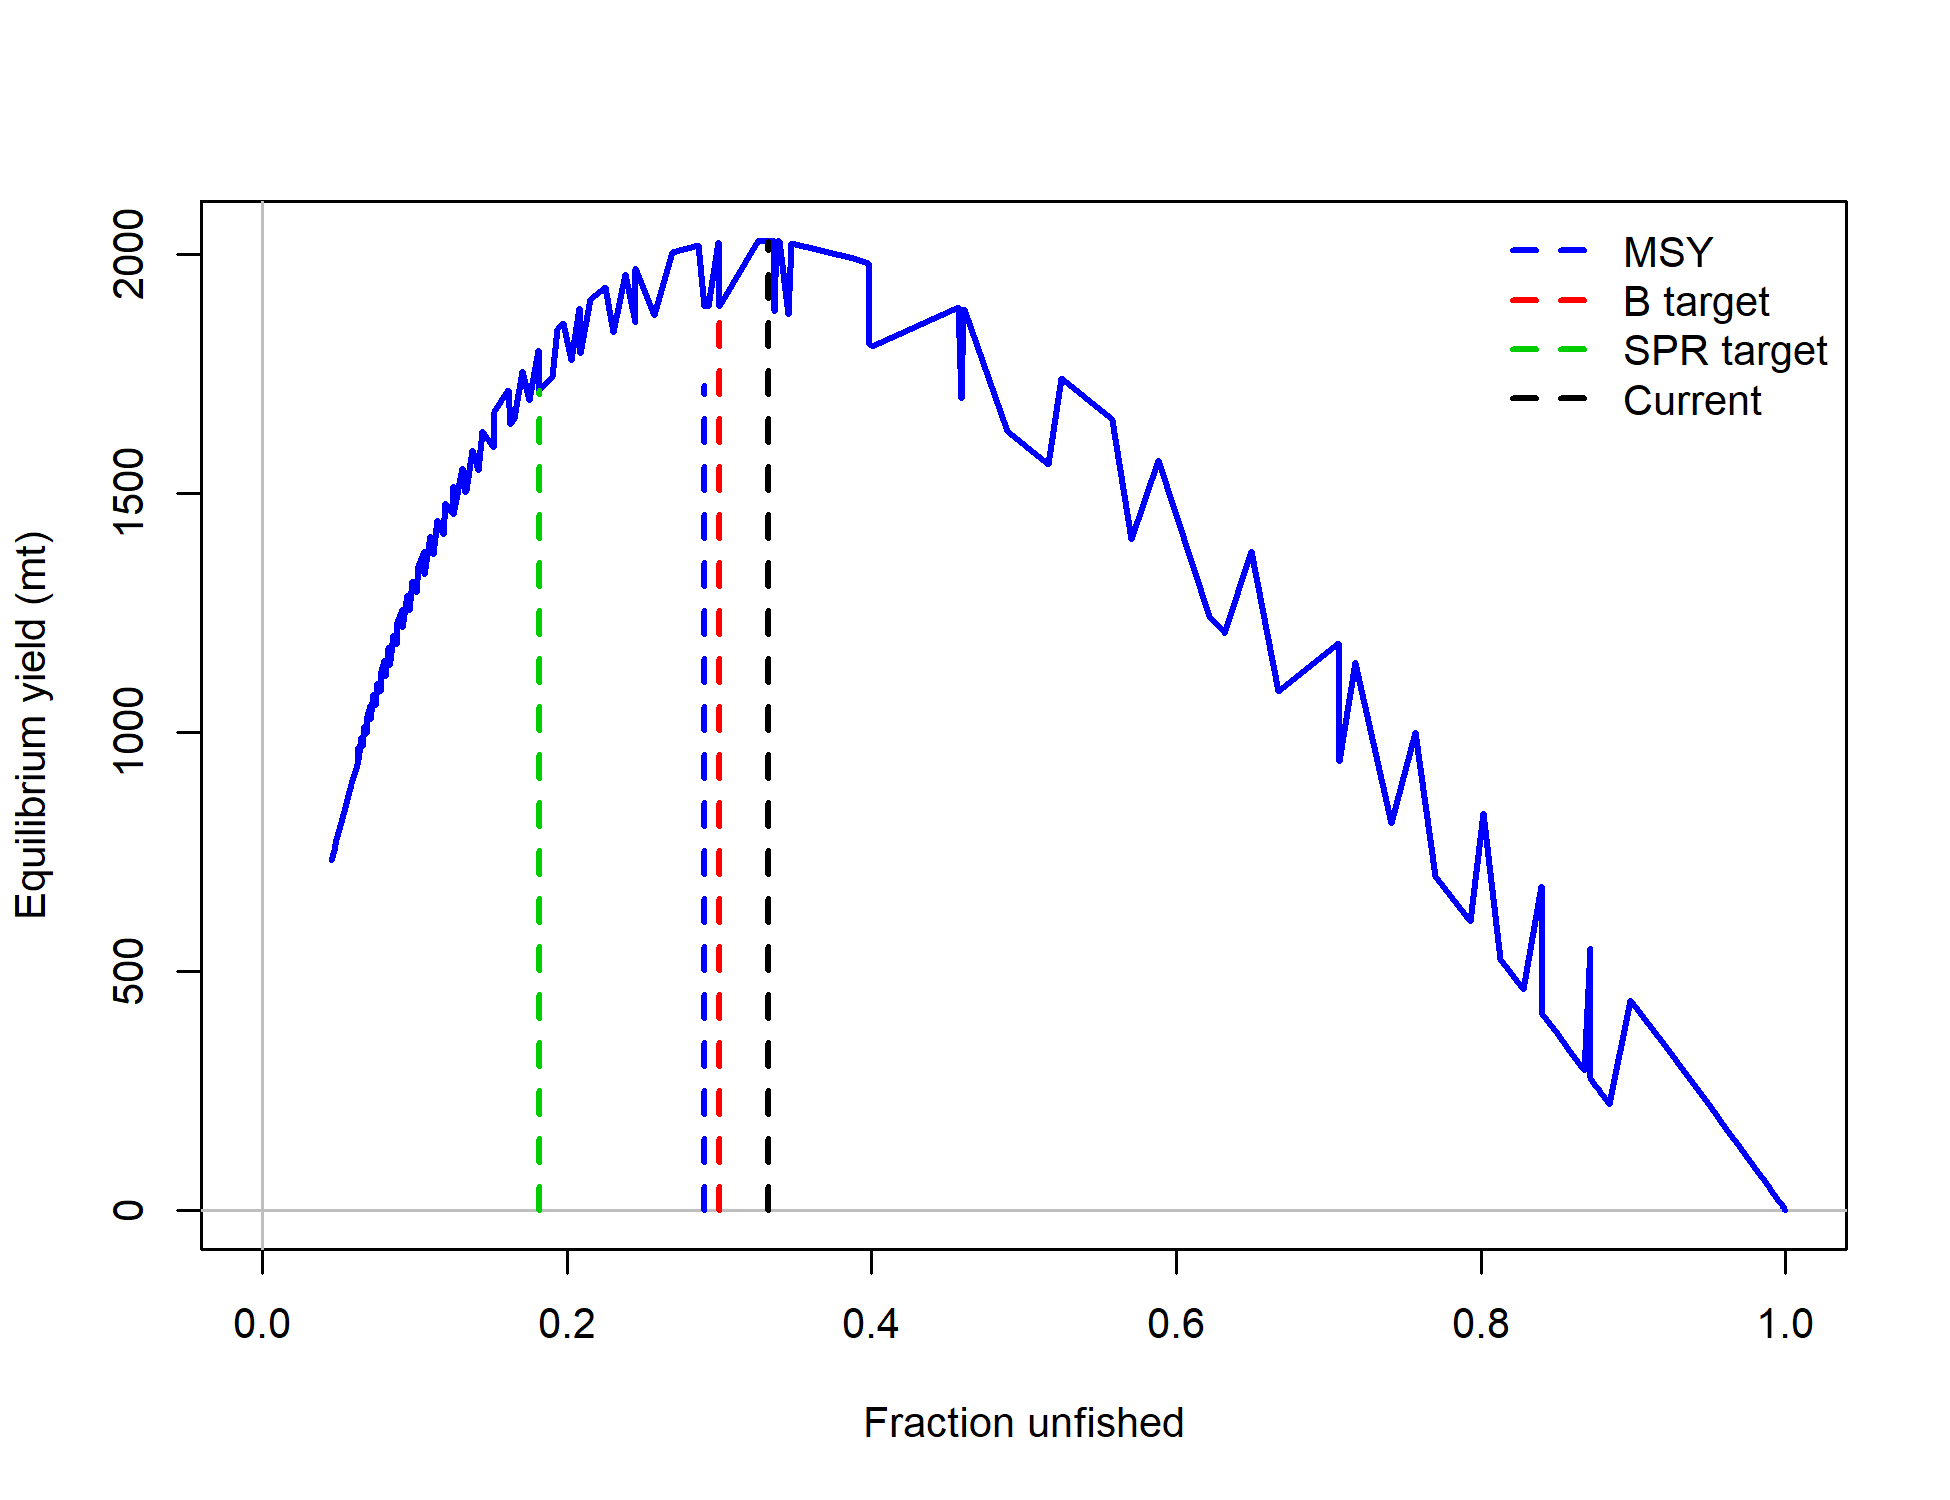 MSY
B target
SPR target
Current
Equilibrium yield (mt)
2000
1500
1000
500
0
0.0 0.2 0.4 0.6 0.8 1.0
Fraction unfished